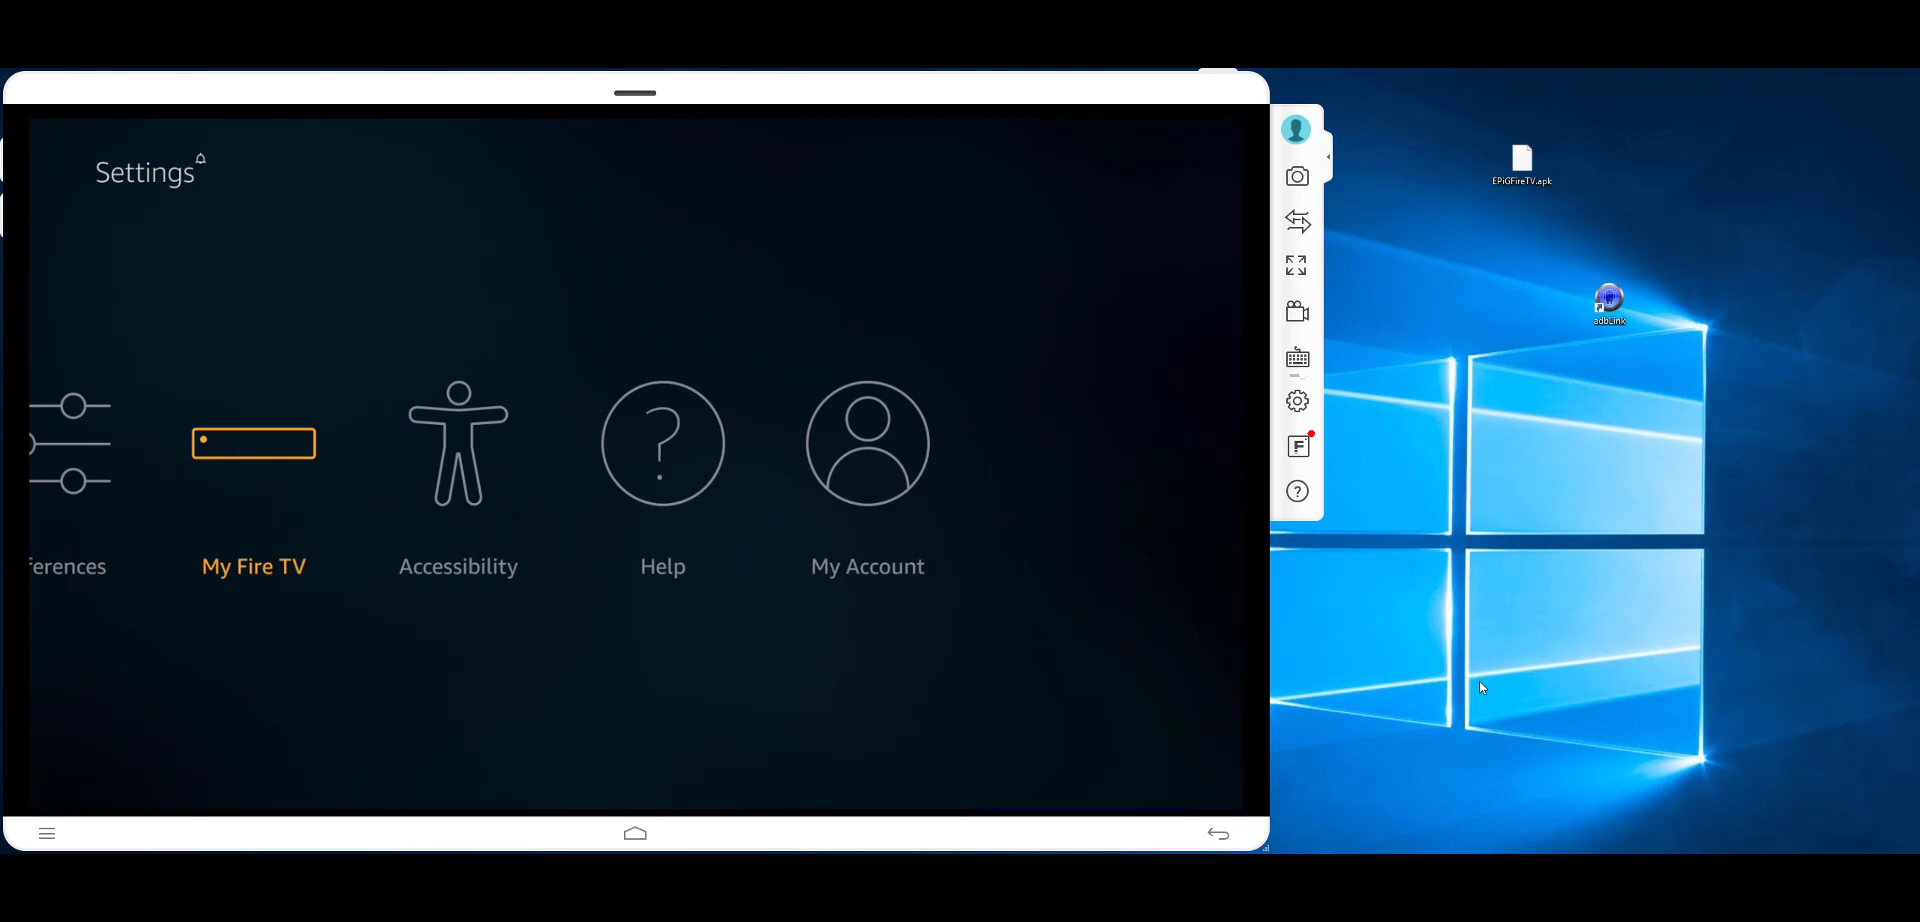 Settings
ferences
My Fire TV
Accessibility
Help
My Account
EPiGFireTV.apk
adbLink